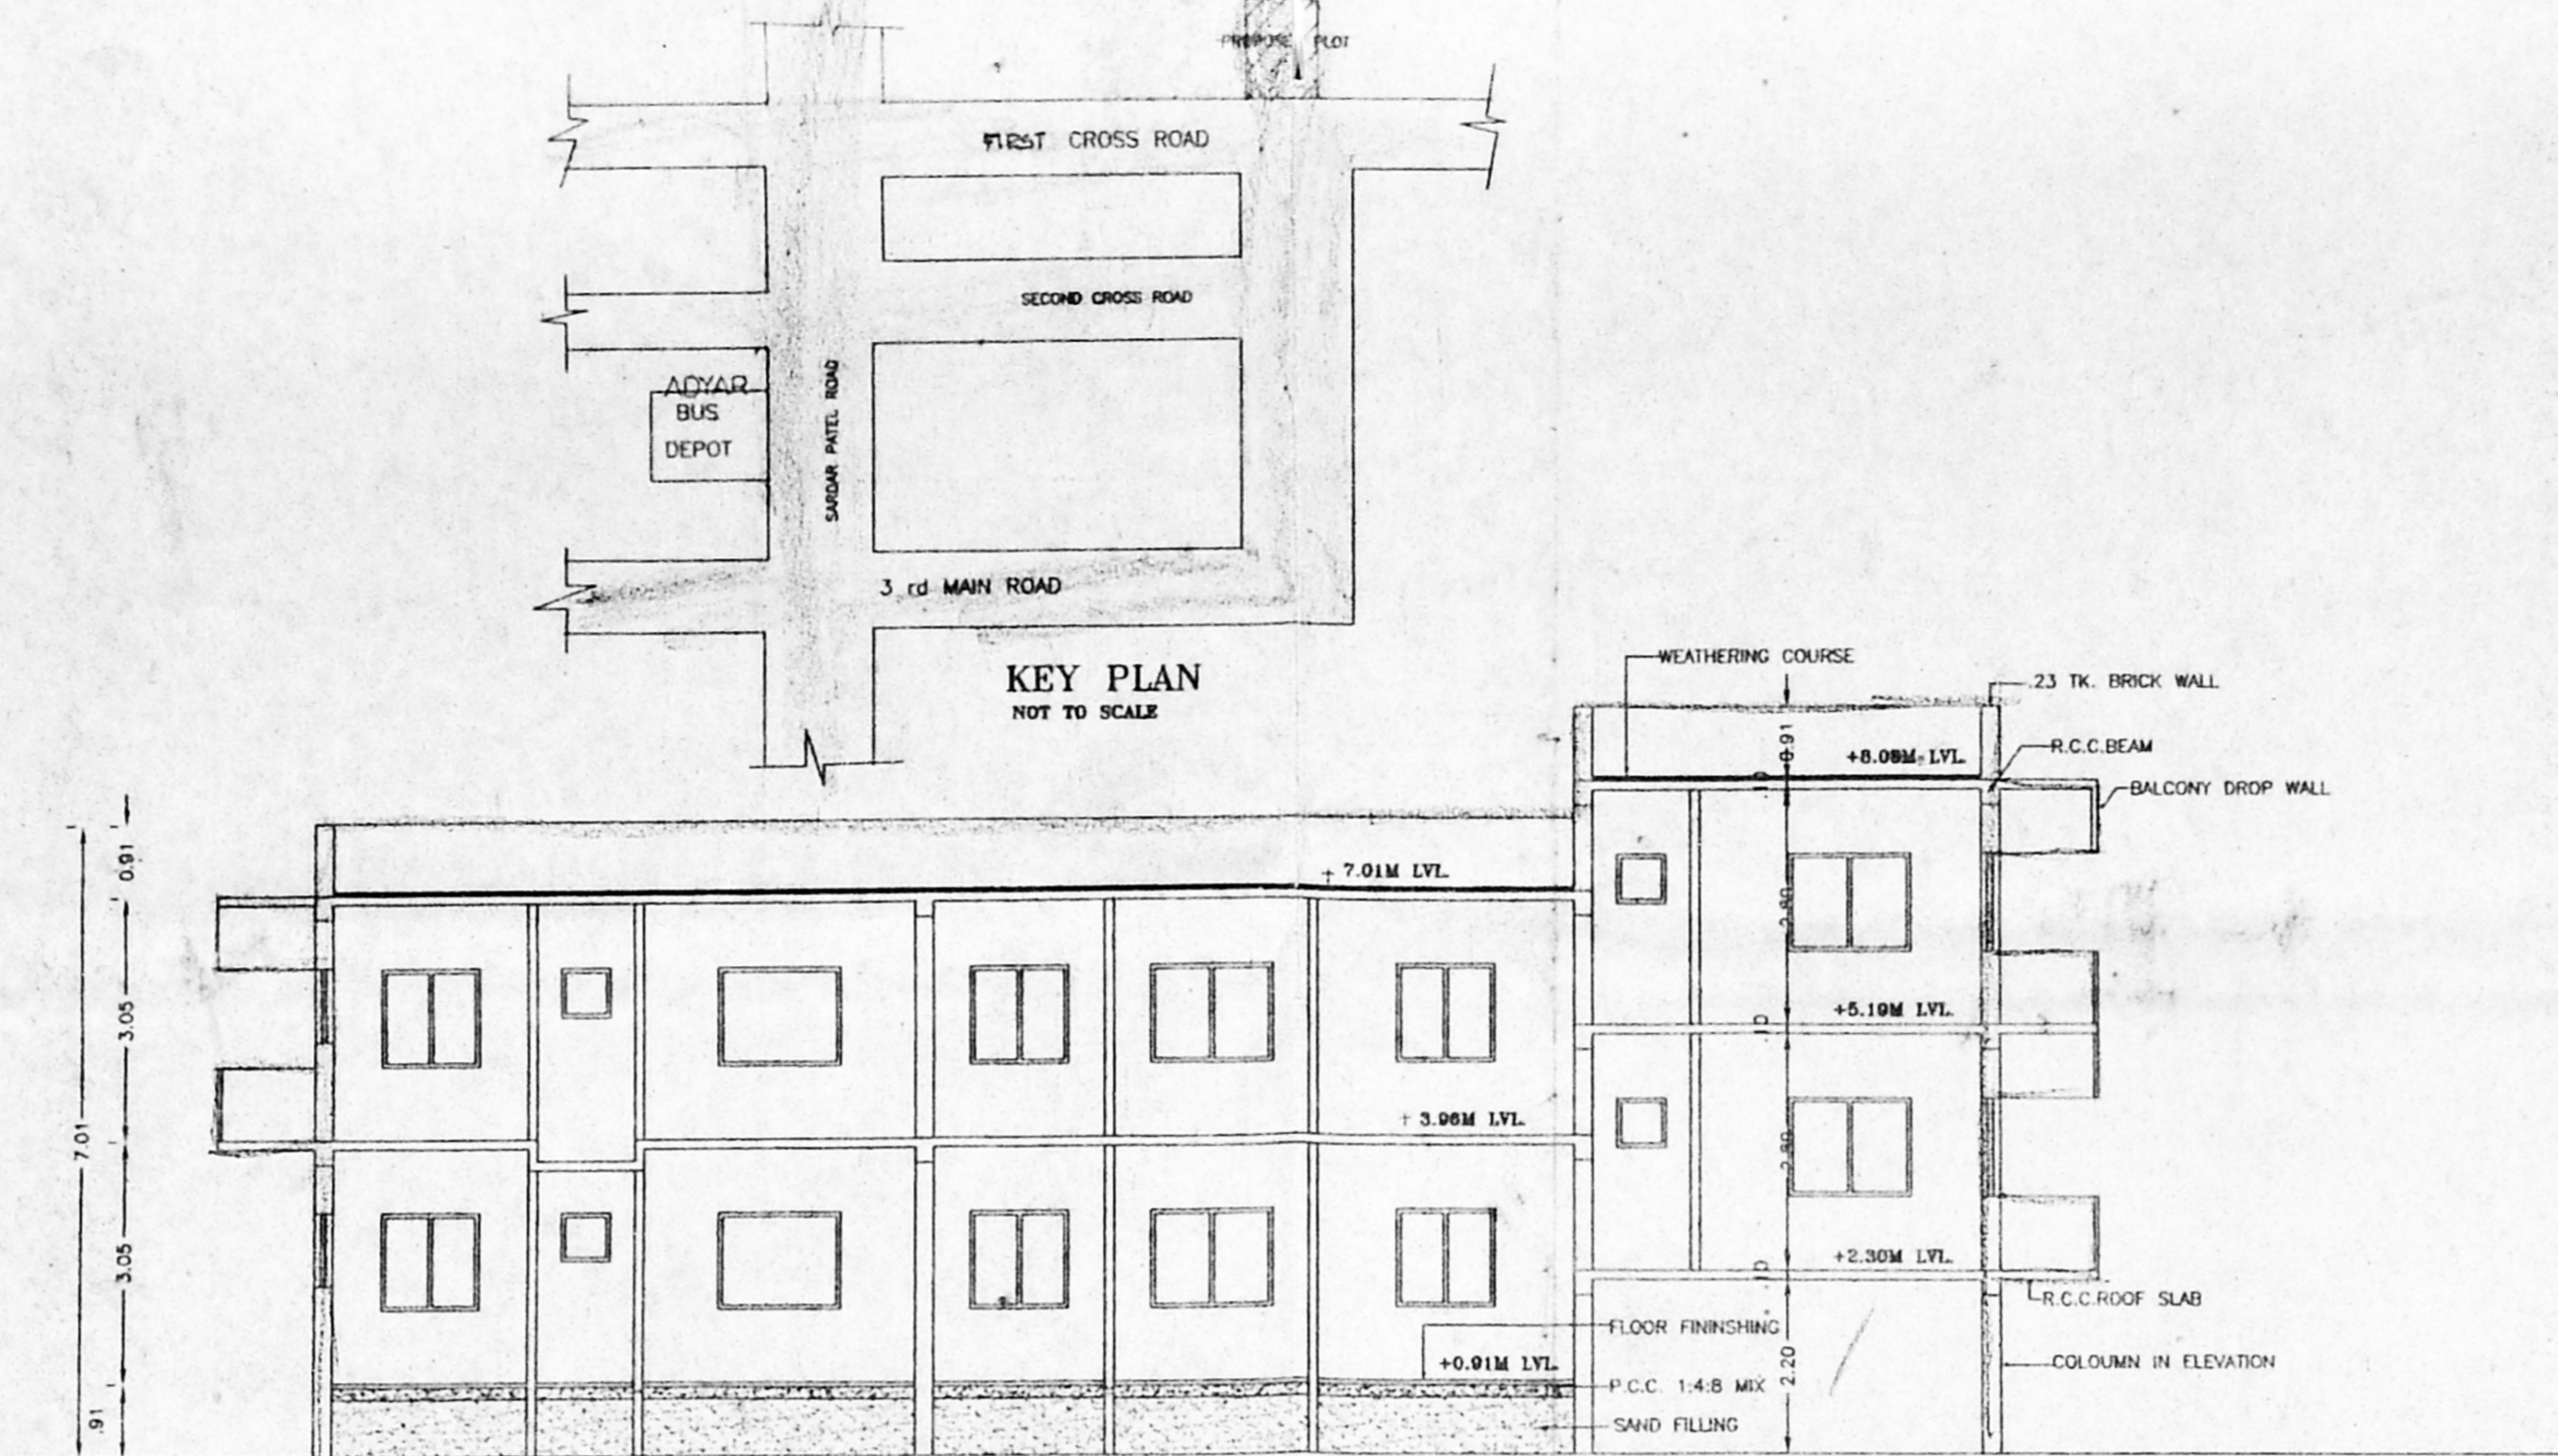 PROPOSE PLOT
FIRST CROSS ROAD
SECOND CROSS ROAD
ADYAR
BUS
DEPOT
SARDAR PATEL ROAD
3 rd MAIN ROAD
KEY PLAN
NOT TO SCALE
WEATHERING COURSE
.23 TK. BRICK WALL
R.C.C.BEAM
BALCONY DROP WALL
0.91
.10
2.80
+5.19M LVL.
.10
2.80
+2.30M LVL.
.10
2.20
R.C.C.ROOF SLAB
COLOUMN IN ELEVATION
+ 7.01M LVL.
+ 3.96M LVL.
FLOOR FININSHING
+0.91M LVL.
P.C.C. 1:4:8 MIX
SAND FILLING
0.91
3.05
7.01
3.05
.91